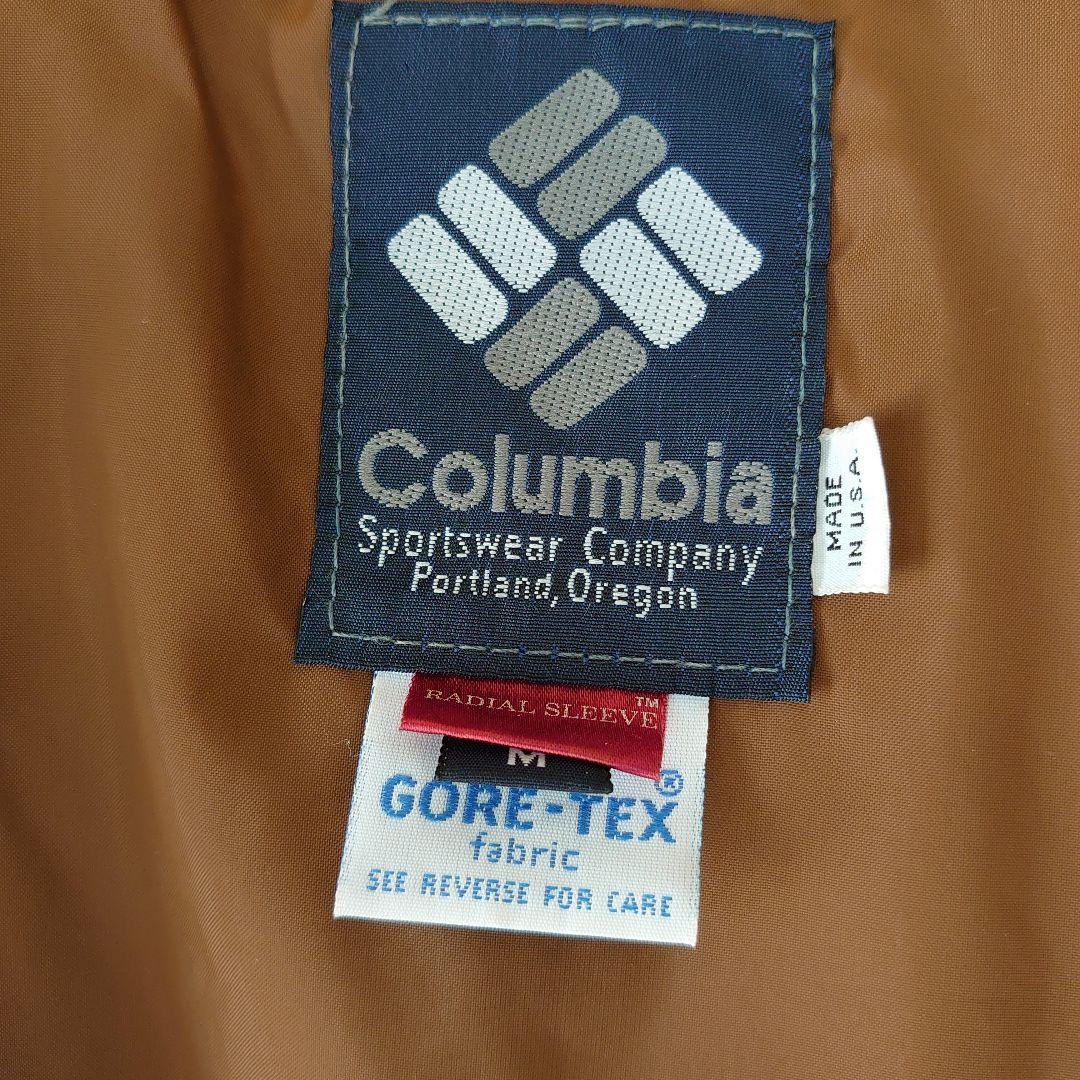 Columbia
Sportswear Company
Portland, Oregon
MADE
IN U.S.A.
RADIAL SLEEVE™
M
GORE-TEX®
fabric
SEE REVERSE FOR CARE